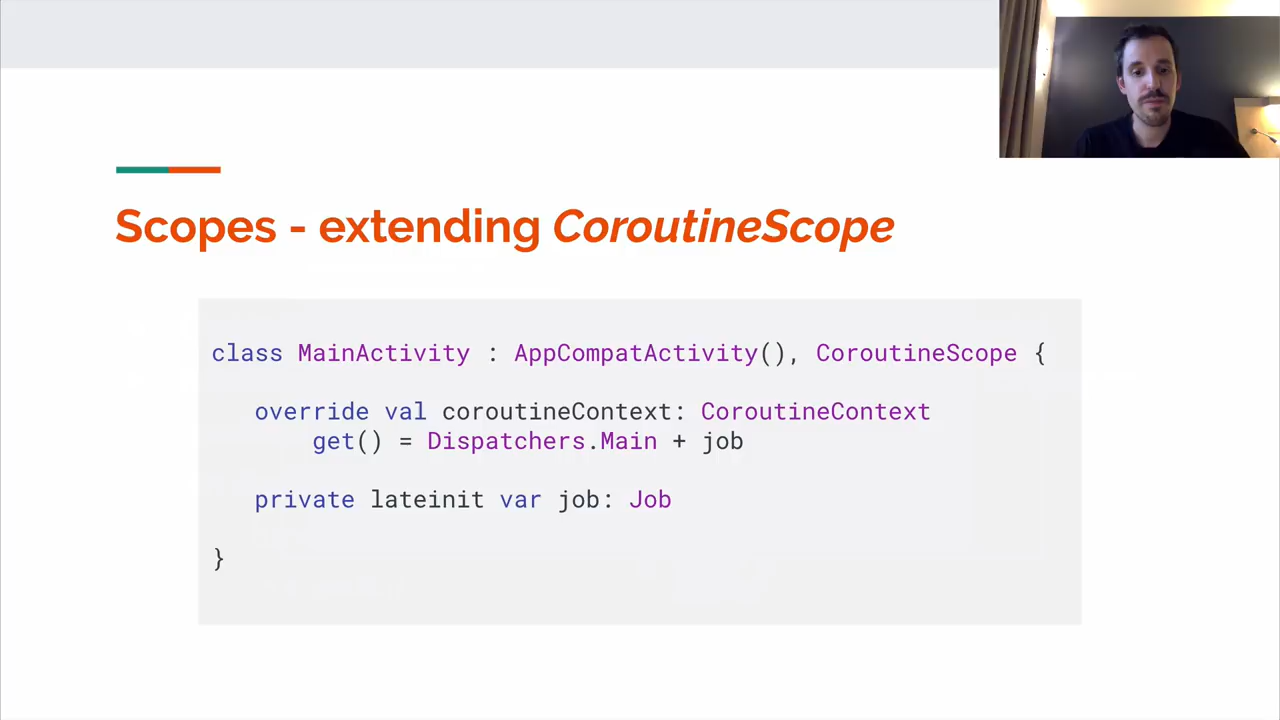 Scopes - extending CoroutineScope
class MainActivity : AppCompatActivity(), CoroutineScope {
override val coroutineContext: CoroutineContext
get() = Dispatchers.Main + job
private lateinit var job: Job
}